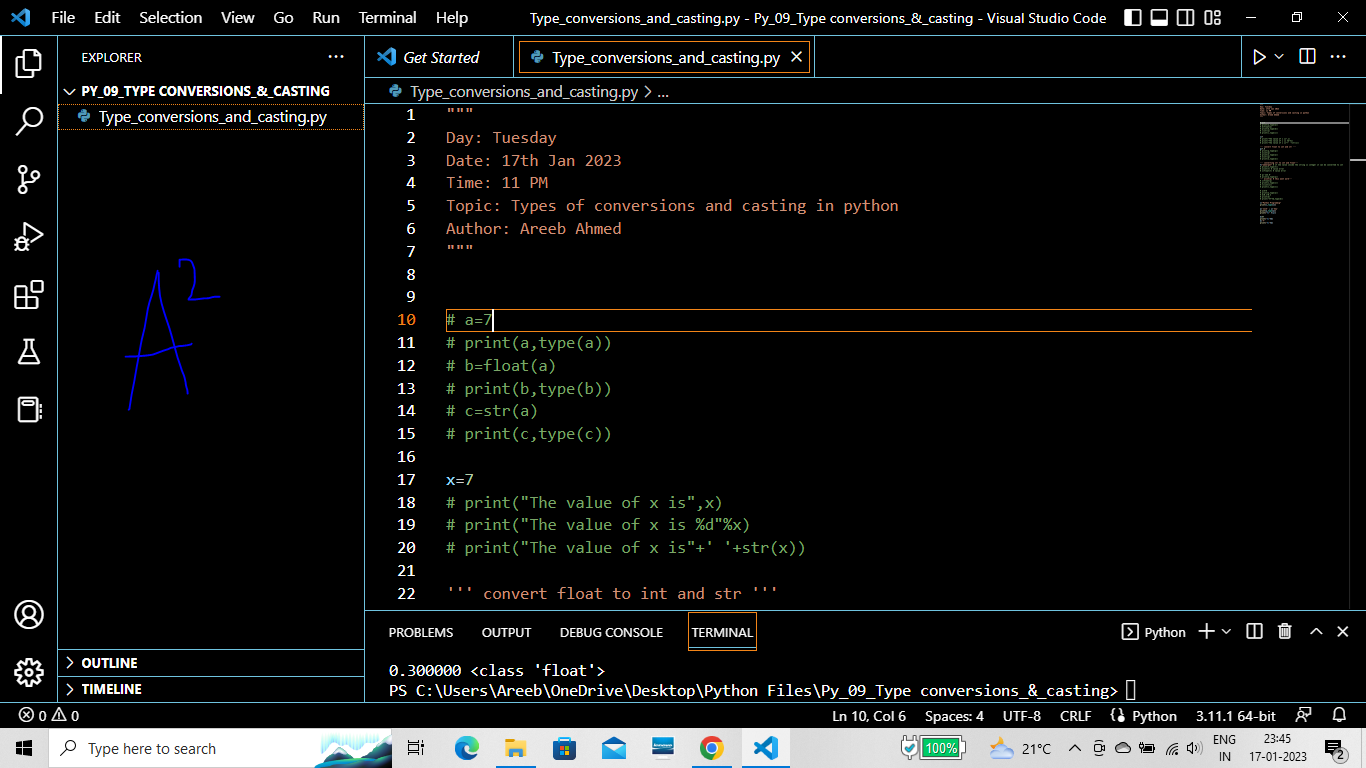 File Edit Selection View Go Run Terminal Help Type_conversions_and_casting.py - Py_09_Type conversions_&_casting - Visual Studio Code
EXPLORER
Get Started
Type_conversions_and_casting.py
PY_09_TYPE CONVERSIONS_&_CASTING
Type_conversions_and_casting.py
Type_conversions_and_casting.py > ...
1 """
2 Day: Tuesday
3 Date: 17th Jan 2023
4 Time: 11 PM
5 Topic: Types of conversions and casting in python
6 Author: Areeb Ahmed
7 """
8
9
10 # a=7
11 # print(a,type(a))
12 # b=float(a)
13 # print(b,type(b))
14 # c=str(a)
15 # print(c,type(c))
16
17 x=7
18 # print("The value of x is",x)
19 # print("The value of x is %d"%x)
20 # print("The value of x is"+' '+str(x))
21
22 ''' convert float to int and str '''
A2
OUTLINE
TIMELINE
PROBLEMS OUTPUT DEBUG CONSOLE TERMINAL Python
0.300000 <class 'float'>
PS C:\Users\Areeb\OneDrive\Desktop\Python Files\Py_09_Type conversions_&_casting>
0 0 Ln 10, Col 6 Spaces: 4 UTF-8 CRLF Python 3.11.1 64-bit
Type here to search
100%
21°C
ENG
IN
23:45
17-01-2023
2